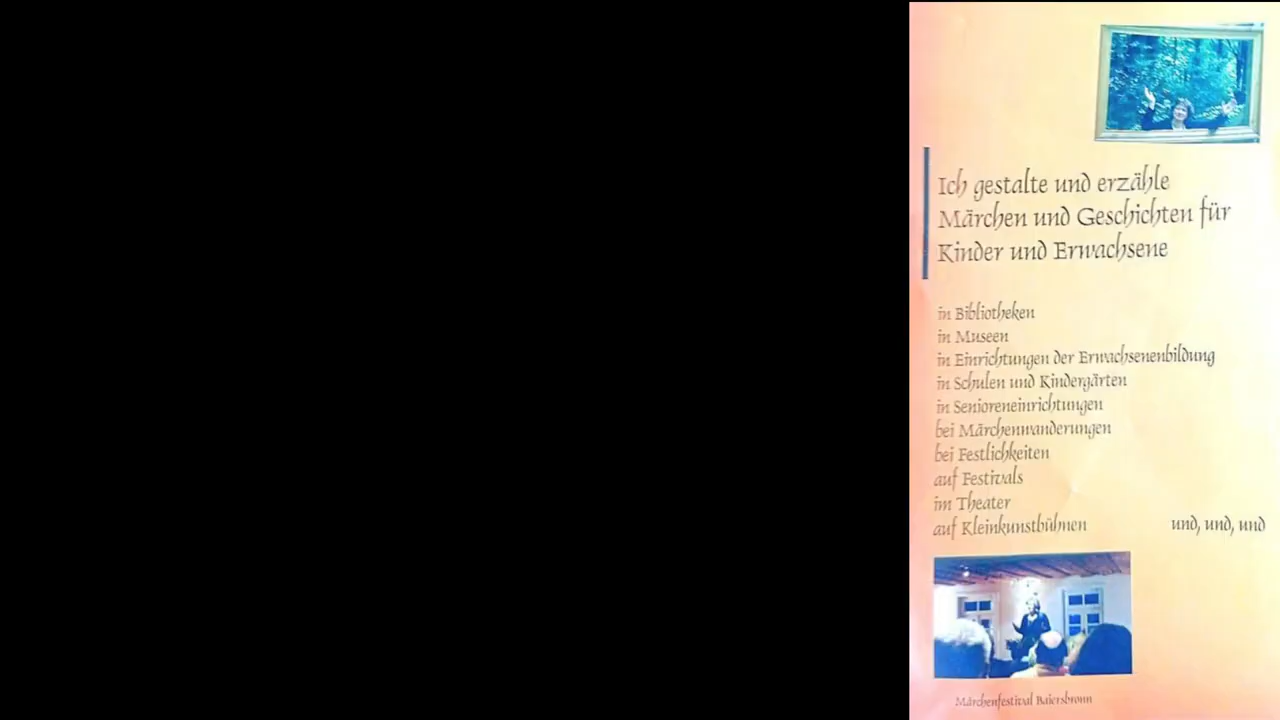 Ich gestalte und erzähle
Märchen und Geschichten für
Kinder und Erwachsene
in Bibliotheken
in Museen
in Einrichtungen der Erwachsenenbildung
in Schulen und Kindergärten
in Senioreneinrichtungen
bei Märchenwanderungen
bei Festlichkeiten
auf Festivals
im Theater
auf Kleinkunstbühnen und, und, und
Märchenfestival Baiersbronn